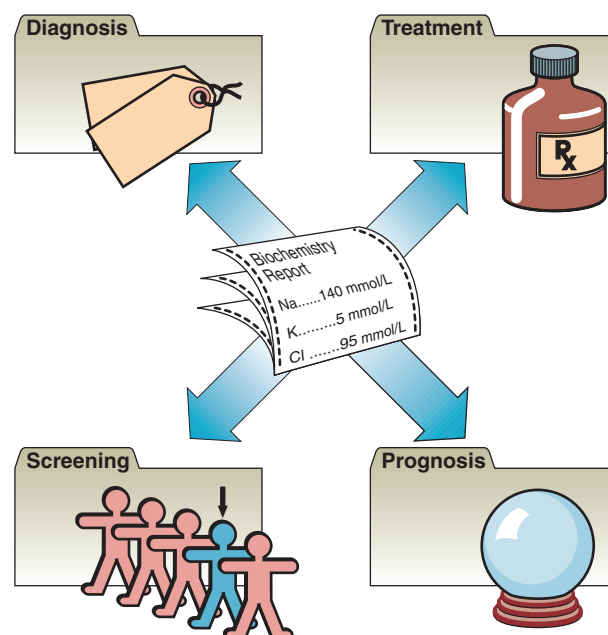 Diagnosis
Treatment
Rx
Biochemistry
Report
Na......140 mmol/L
K.........5 mmol/L
Cl .......95 mmol/L
Screening
Prognosis